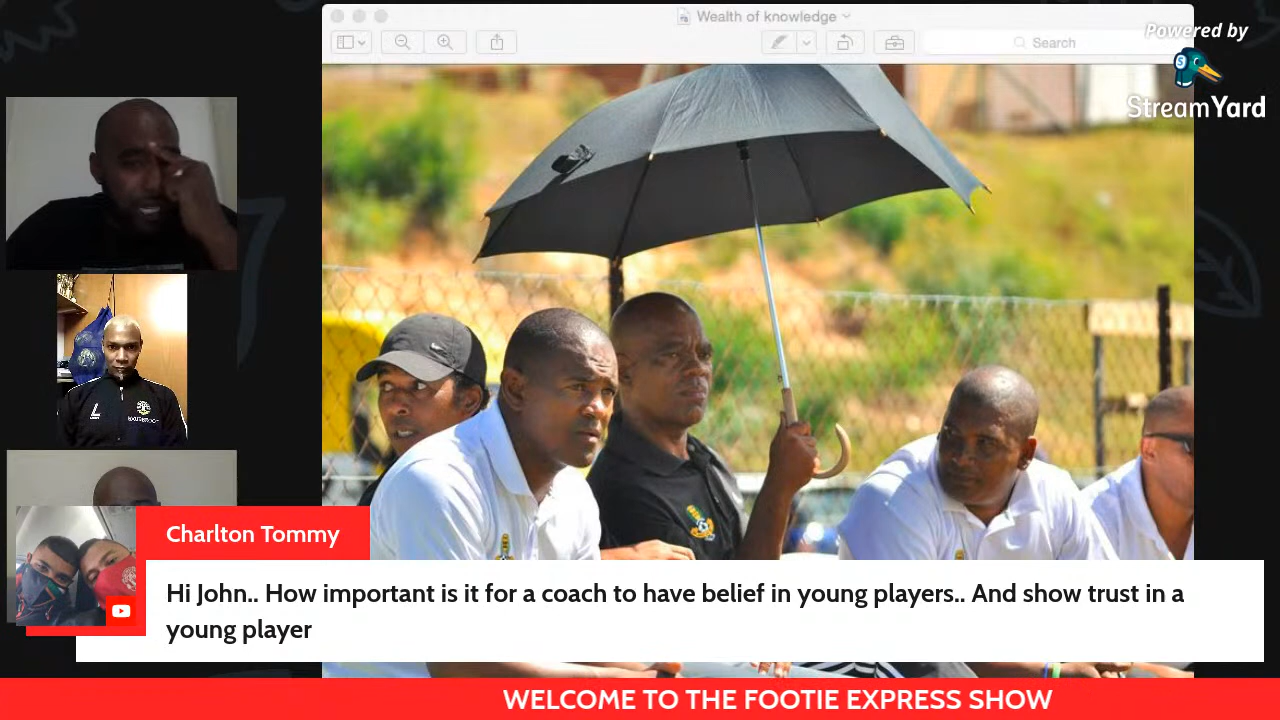 Wealth of knowledge
Search
Powered by
StreamYard
Charlton Tommy
Hi John.. How important is it for a coach to have belief in young players.. And show trust in a
young player
WELCOME TO THE FOOTIE EXPRESS SHOW